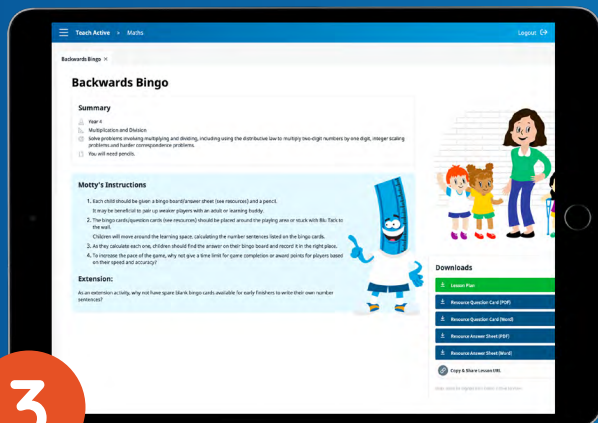 Teach Active > Maths
Logout
Backwards Bingo ×
Backwards Bingo
Summary
Year 4
Multiplication and Division
Solve problems involving multiplying and dividing, including using the distributive law to multiply two-digit numbers by one digit, integer scaling
problems and harder correspondence problems.
You will need pencils.
Motty's Instructions
1. Each child should be given a bingo board/answer sheet (see resources) and a pencil.
It may be beneficial to pair up weaker players with an adult or learning buddy.
2. The bingo cards/question cards (see resources) should be placed around the playing area or stuck with Blu Tack to
the wall.
Children will move around the learning space, calculating the number sentences listed on the bingo cards.
3. As they calculate each one, children should find the answer on their bingo board and record it in the right place.
4. To increase the pace of the game, why not give a time limit for game completion or award points for players based
on their speed and accuracy?
Extension:
As an extension activity, why not have spare blank bingo cards available for early finishers to write their own number
sentences?
Downloads
Lesson Plan
Resource Question Card (PDF)
Resource Question Card (Word)
Resource Answer Sheet (PDF)
Resource Answer Sheet (Word)
Copy & Share Lesson URL
3